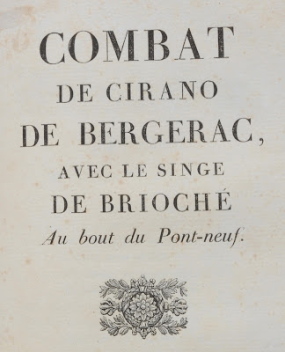 COMBAT
DE CIRANO
DE BERGERAC,
AVEC LE SINGE
DE BRIOCHÉ
Au bout du Pont-neuf.